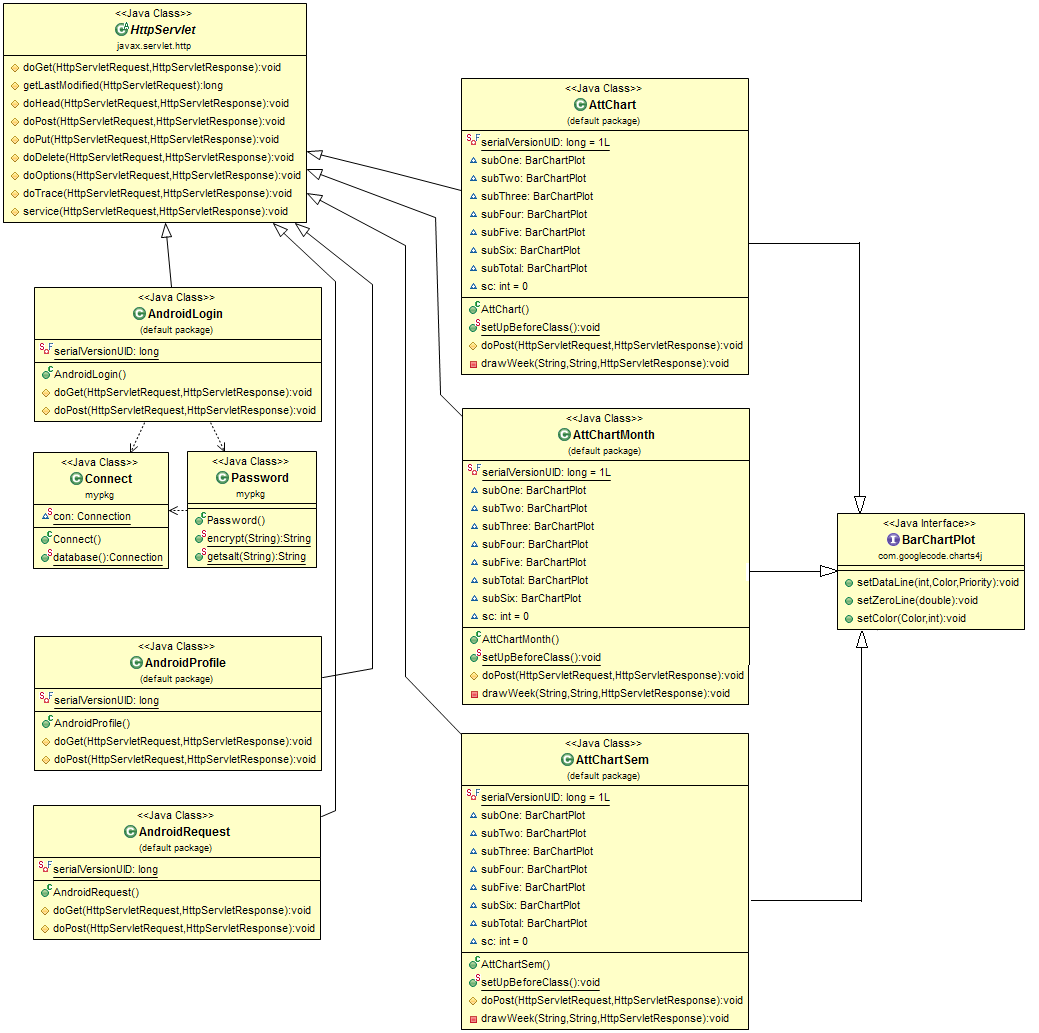 <<Java Class>>
HttpServlet
javax.servlet.http
doGet(HttpServletRequest,HttpServletResponse):void
getLastModified(HttpServletRequest):long
doHead(HttpServletRequest,HttpServletResponse):void
doPost(HttpServletRequest,HttpServletResponse):void
doPut(HttpServletRequest,HttpServletResponse):void
doDelete(HttpServletRequest,HttpServletResponse):void
doOptions(HttpServletRequest,HttpServletResponse):void
doTrace(HttpServletRequest,HttpServletResponse):void
service(HttpServletRequest,HttpServletResponse):void
<<Java Class>>
AndroidLogin
(default package)
serialVersionUID: long
AndroidLogin()
doGet(HttpServletRequest,HttpServletResponse):void
doPost(HttpServletRequest,HttpServletResponse):void
<<Java Class>>
Connect
mypkg
con: Connection
Connect()
database():Connection
<<Java Class>>
Password
mypkg
Password()
encrypt(String):String
getsalt(String):String
<<Java Class>>
AndroidProfile
(default package)
serialVersionUID: long
AndroidProfile()
doGet(HttpServletRequest,HttpServletResponse):void
doPost(HttpServletRequest,HttpServletResponse):void
<<Java Class>>
AndroidRequest
(default package)
serialVersionUID: long
AndroidRequest()
doGet(HttpServletRequest,HttpServletResponse):void
doPost(HttpServletRequest,HttpServletResponse):void
<<Java Class>>
AttChart
(default package)
serialVersionUID: long = 1L
subOne: BarChartPlot
subTwo: BarChartPlot
subThree: BarChartPlot
subFour: BarChartPlot
subFive: BarChartPlot
subSix: BarChartPlot
subTotal: BarChartPlot
sc: int = 0
AttChart()
setUpBeforeClass():void
doPost(HttpServletRequest,HttpServletResponse):void
drawWeek(String,String,HttpServletResponse):void
<<Java Class>>
AttChartMonth
(default package)
serialVersionUID: long = 1L
subOne: BarChartPlot
subTwo: BarChartPlot
subThree: BarChartPlot
subFour: BarChartPlot
subFive: BarChartPlot
subTotal: BarChartPlot
subSix: BarChartPlot
sc: int = 0
AttChartMonth()
setUpBeforeClass():void
doPost(HttpServletRequest,HttpServletResponse):void
drawWeek(String,String,HttpServletResponse):void
<<Java Class>>
AttChartSem
(default package)
serialVersionUID: long = 1L
subOne: BarChartPlot
subTwo: BarChartPlot
subThree: BarChartPlot
subFour: BarChartPlot
subFive: BarChartPlot
subSix: BarChartPlot
subTotal: BarChartPlot
sc: int = 0
AttChartSem()
setUpBeforeClass():void
doPost(HttpServletRequest,HttpServletResponse):void
drawWeek(String,String,HttpServletResponse):void
<<Java Interface>>
BarChartPlot
com.googlecode.charts4j
setDataLine(int,Color,Priority):void
setZeroLine(double):void
setColor(Color,int):void